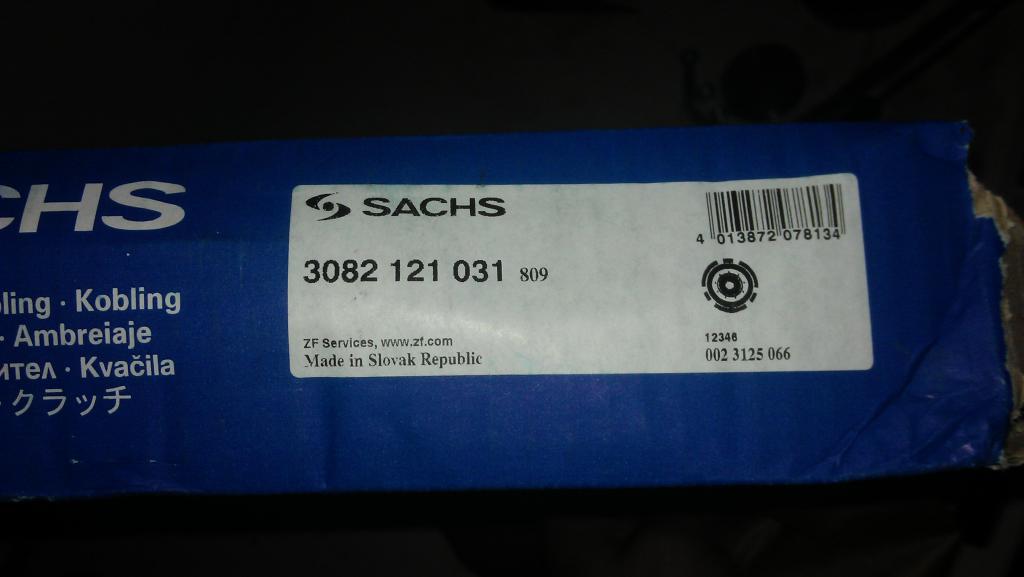 CHS
SACHS
4 013872 078134
3082 121 031 809
ling · Kobling
· Ambreiaje
ител · Kvačila
· クラッチ
ZF Services, www.zf.com
Made in Slovak Republic
12346
002 3125 066